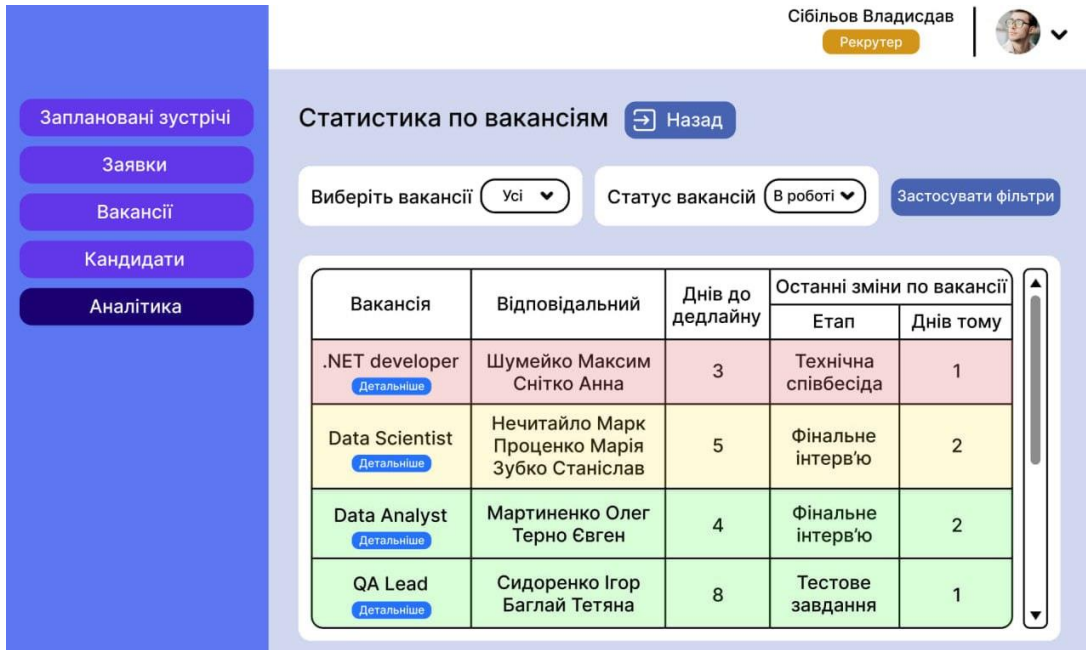 Сібільов Владисдав
Рекрутер
Заплановані зустрічі
Заявки
Вакансії
Кандидати
Аналітика
Статистика по вакансіям
Назад
Виберіть вакансії Усі
Статус вакансій В роботі
Застосувати фільтри
Вакансія
Відповідальний
Днів до
дедлайну
Останні зміни по вакансії
Етап
Днів тому
.NET developer
Детальніше
Шумейко Максим
Снітко Анна
3
Технічна
співбесіда
1
Data Scientist
Детальніше
Нечитайло Марк
Проценко Марія
Зубко Станіслав
5
Фінальне
інтерв’ю
2
Data Analyst
Детальніше
Мартиненко Олег
Терно Євген
4
Фінальне
інтерв’ю
2
QA Lead
Детальніше
Сидоренко Ігор
Баглай Тетяна
8
Тестове
завдання
1